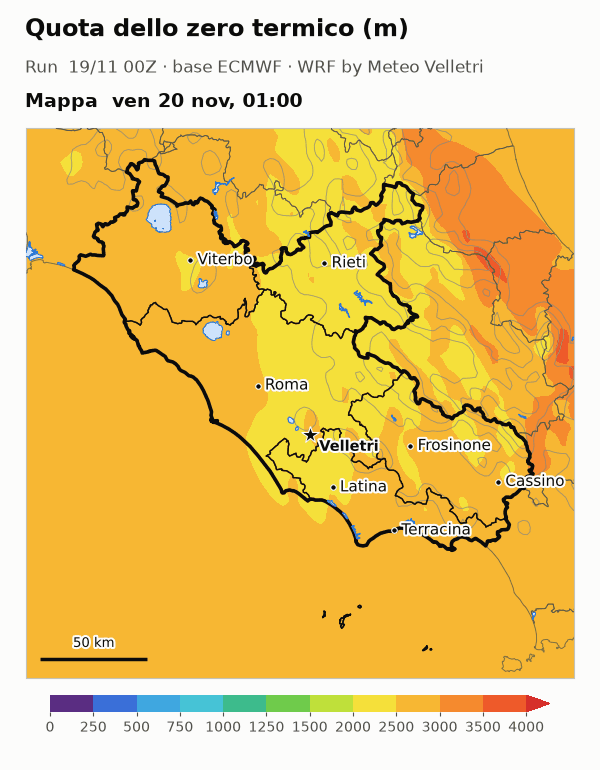 Quota dello zero termico (m)
Run  19/11 00Z · base ECMWF · WRF by Meteo Velletri
Mappa  ven 20 nov, 01:00
Viterbo
Rieti
Roma
Velletri
Frosinone
Latina
Cassino
Terracina
50 km
0 250 500 750 1000 1250 1500 2000 2500 3000 3500 4000